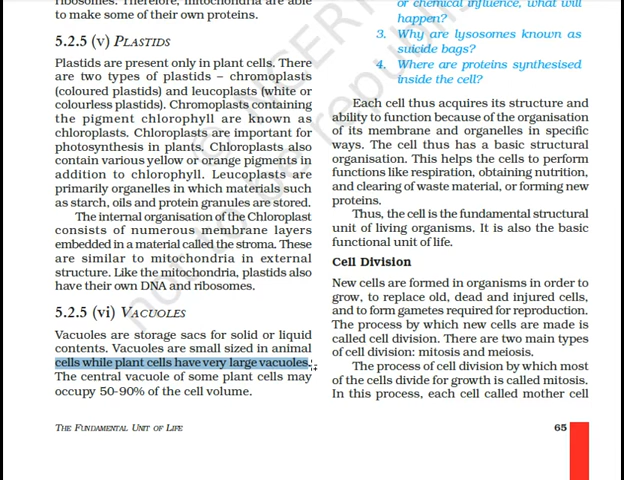 ribosomes. Therefore, mitochondria are able
to make some of their own proteins.
5.2.5 (v) PLASTIDS
Plastids are present only in plant cells. There
are two types of plastids – chromoplasts
(coloured plastids) and leucoplasts (white or
colourless plastids). Chromoplasts containing
the pigment chlorophyll are known as
chloroplasts. Chloroplasts are important for
photosynthesis in plants. Chloroplasts also
contain various yellow or orange pigments in
addition to chlorophyll. Leucoplasts are
primarily organelles in which materials such
as starch, oils and protein granules are stored.
The internal organisation of the Chloroplast
consists of numerous membrane layers
embedded in a material called the stroma. These
are similar to mitochondria in external
structure. Like the mitochondria, plastids also
have their own DNA and ribosomes.
5.2.5 (vi) VACUOLES
Vacuoles are storage sacs for solid or liquid
contents. Vacuoles are small sized in animal
cells while plant cells have very large vacuoles.
The central vacuole of some plant cells may
occupy 50-90% of the cell volume.
or chemical influence, what will
happen?
3. Why are lysosomes known as
suicide bags?
4. Where are proteins synthesised
inside the cell?
Each cell thus acquires its structure and
ability to function because of the organisation
of its membrane and organelles in specific
ways. The cell thus has a basic structural
organisation. This helps the cells to perform
functions like respiration, obtaining nutrition,
and clearing of waste material, or forming new
proteins.
Thus, the cell is the fundamental structural
unit of living organisms. It is also the basic
functional unit of life.
Cell Division
New cells are formed in organisms in order to
grow, to replace old, dead and injured cells,
and to form gametes required for reproduction.
The process by which new cells are made is
called cell division. There are two main types
of cell division: mitosis and meiosis.
The process of cell division by which most
of the cells divide for growth is called mitosis.
In this process, each cell called mother cell
THE FUNDAMENTAL UNIT OF LIFE
65
© NCERT
not to be republis